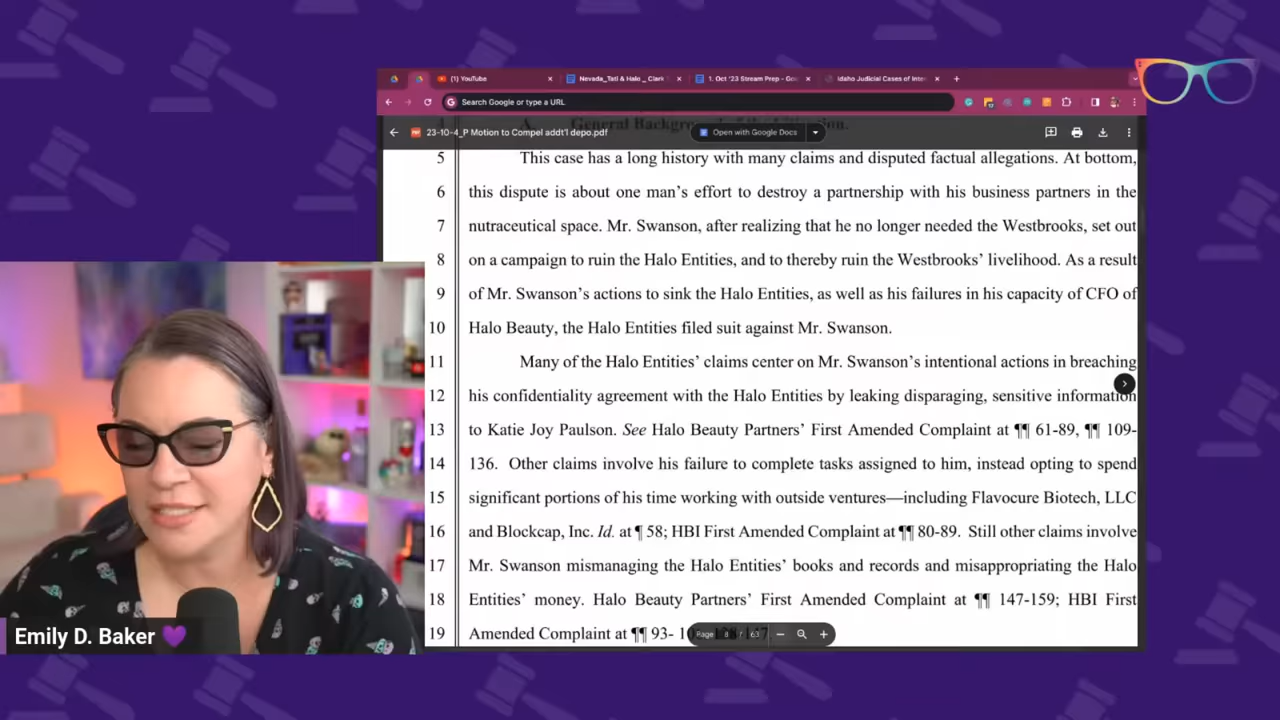 (1) YouTube
Nevada_Tati & Halo _ Clark
1. Oct '23 Stream Prep - Goo
Idaho Judicial Cases of Inte
Search Google or type a URL
General Background of the Litigation.
23-10-4_P Motion to Compel addt'l depo.pdf
Open with Google Docs
5 This case has a long history with many claims and disputed factual allegations. At bottom,
6 this dispute is about one man's effort to destroy a partnership with his business partners in the
7 nutraceutical space. Mr. Swanson, after realizing that he no longer needed the Westbrooks, set out
8 on a campaign to ruin the Halo Entities, and to thereby ruin the Westbrooks' livelihood. As a result
9 of Mr. Swanson's actions to sink the Halo Entities, as well as his failures in his capacity of CFO of
10 Halo Beauty, the Halo Entities filed suit against Mr. Swanson.
11 Many of the Halo Entities' claims center on Mr. Swanson's intentional actions in breaching
12 his confidentiality agreement with the Halo Entities by leaking disparaging, sensitive information
13 to Katie Joy Paulson. See Halo Beauty Partners' First Amended Complaint at ¶¶ 61-89, ¶¶ 109-
14 136. Other claims involve his failure to complete tasks assigned to him, instead opting to spend
15 significant portions of his time working with outside ventures—including Flavocure Biotech, LLC
16 and Blockcap, Inc. Id. at ¶ 58; HBI First Amended Complaint at ¶¶ 80-89. Still other claims involve
17 Mr. Swanson mismanaging the Halo Entities' books and records and misappropriating the Halo
18 Entities' money. Halo Beauty Partners' First Amended Complaint at ¶¶ 147-159; HBI First
19 Amended Complaint at ¶¶ 93-
Page 8 / 63
Emily D. Baker 💜